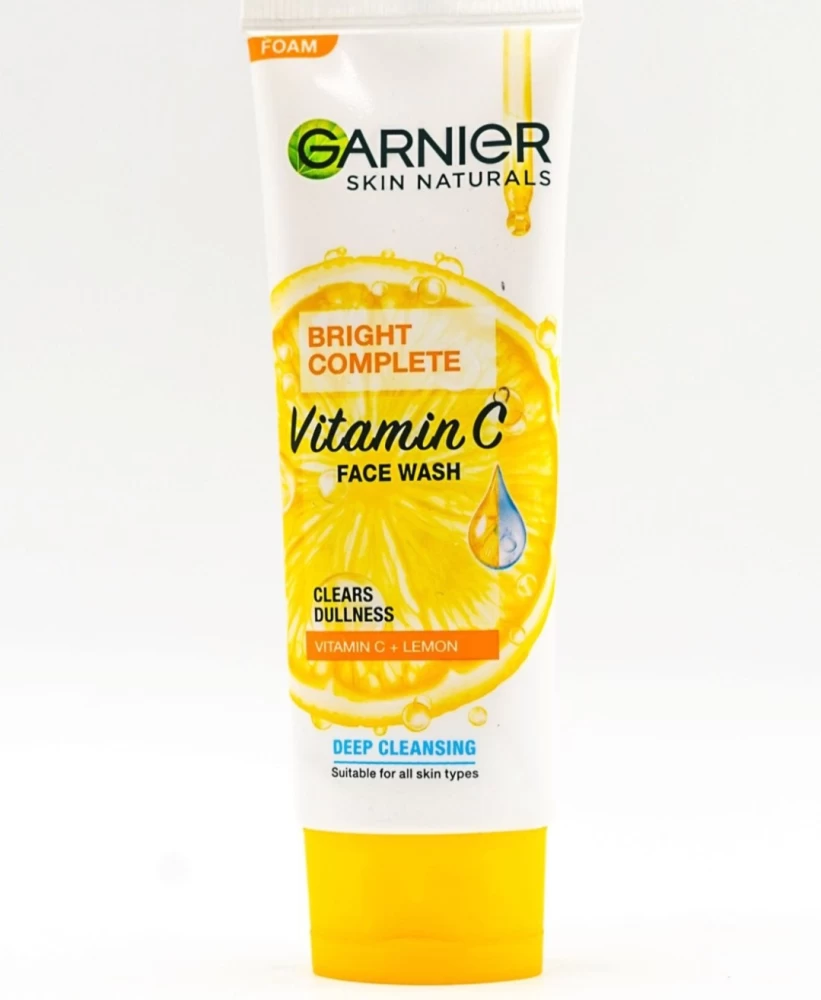 FOAM
GARNIER
SKIN NATURALS
BRIGHT
COMPLETE
Vitamin C
FACE WASH
CLEARS
DULLNESS
VITAMIN C + LEMON
DEEP CLEANSING
Suitable for all skin types